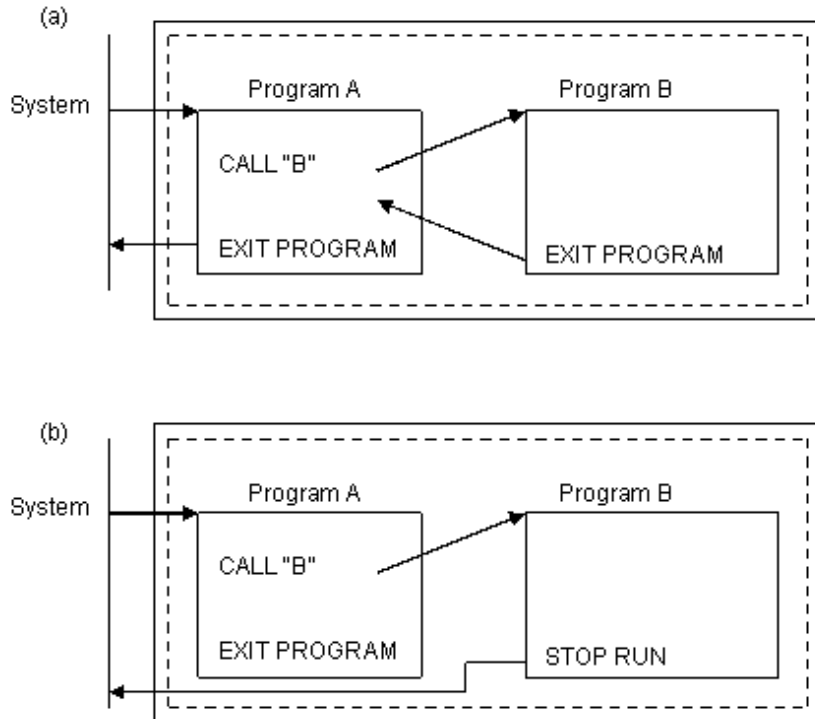 (a)
System
Program A
Program B
CALL "B"
EXIT PROGRAM
EXIT PROGRAM
(b)
System
Program A
Program B
CALL "B"
EXIT PROGRAM
STOP RUN